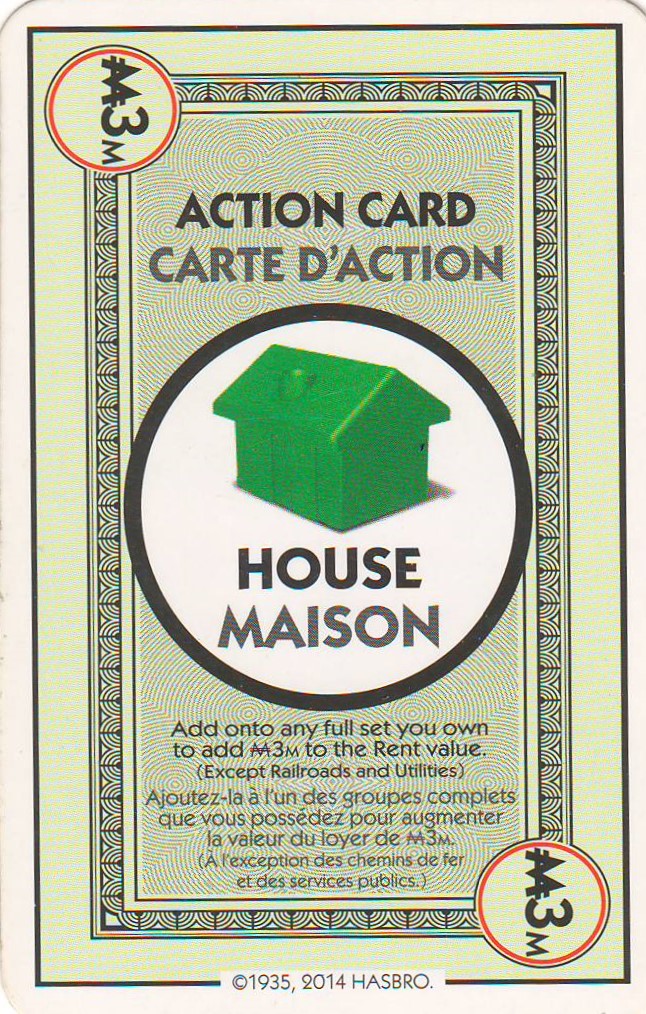 ₩3M
ACTION CARD
CARTE D'ACTION
HOUSE
MAISON
Add onto any full set you own
to add ₩3M to the Rent value.
(Except Railroads and Utilities)
Ajoutez-la à l'un des groupes complets
que vous possédez pour augmenter
la valeur du loyer de ₩3M.
(À l'exception des chemins de fer
et des services publics.)
₩3M
©1935, 2014 HASBRO.